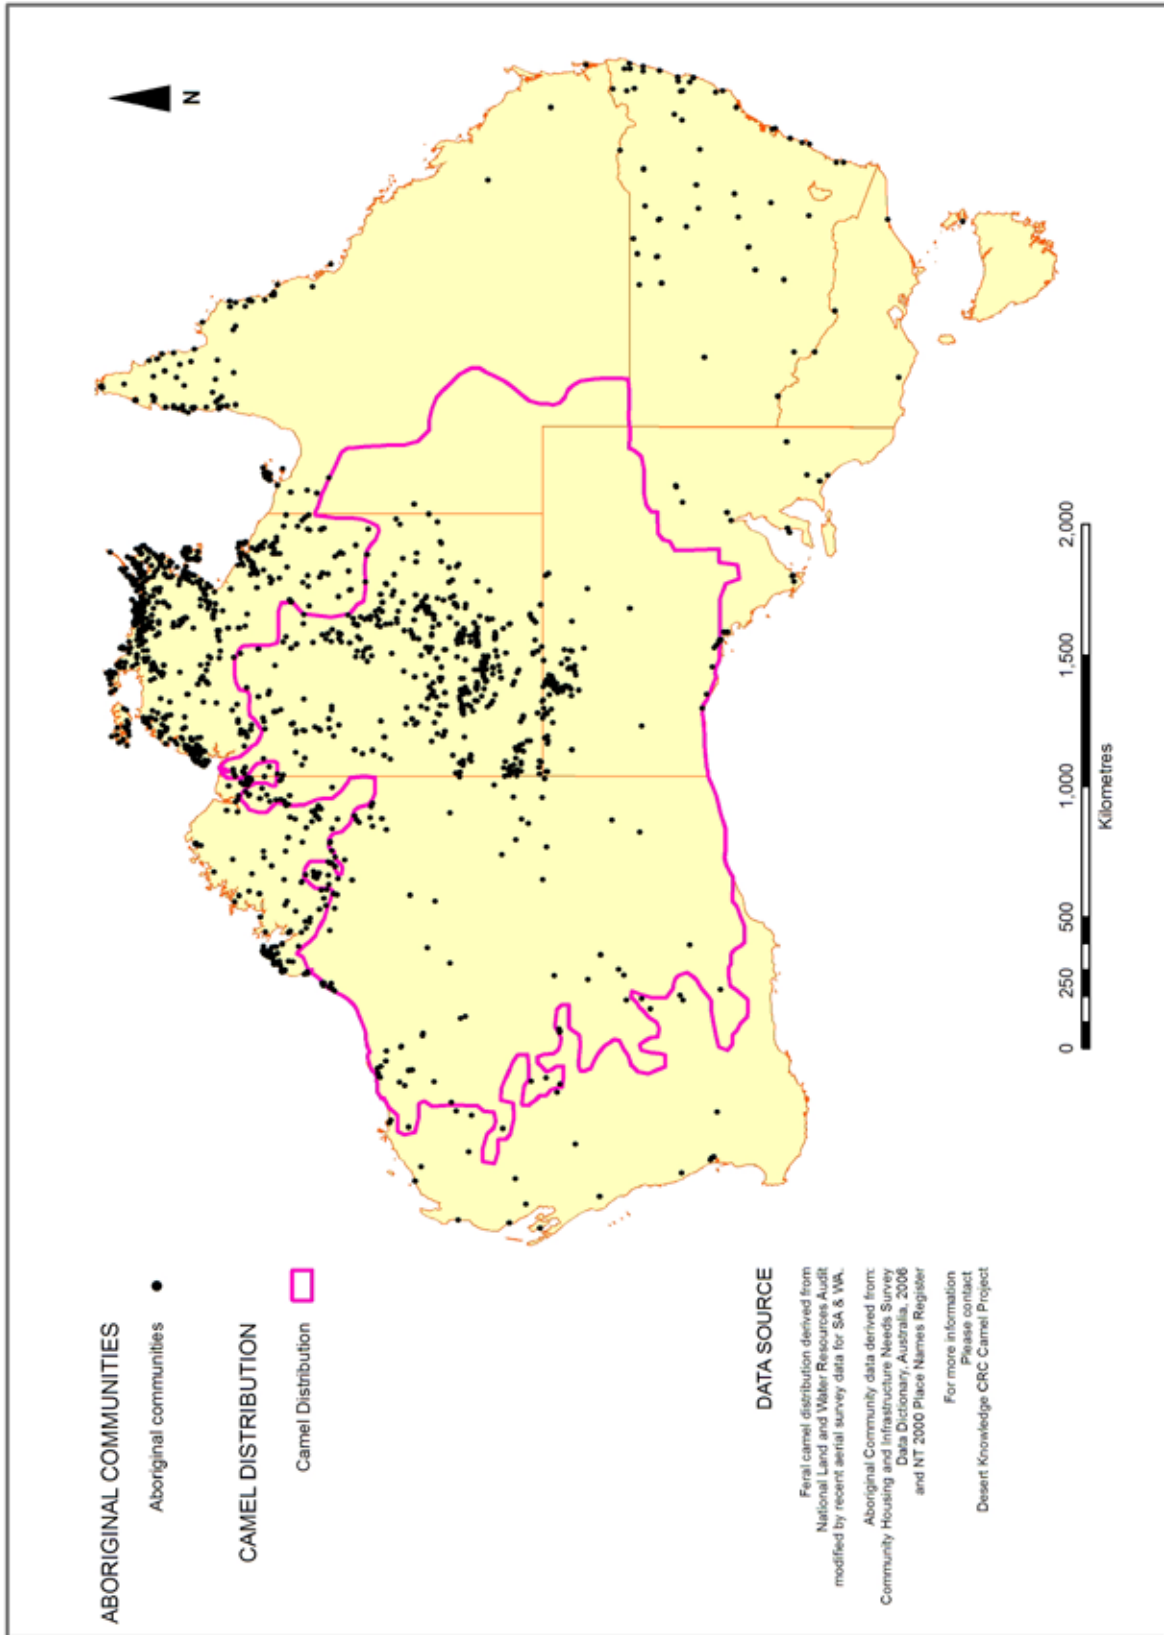 ABORIGINAL COMMUNITIES
Aboriginal communities
CAMEL DISTRIBUTION
Camel Distribution
DATA SOURCE
Feral camel distribution derived from
National Land and Water Resources Audit
modified by recent aerial survey data for SA & WA.
Aboriginal Community data derived from:
Community Housing and Infrastructure Needs Survey
Data Dictionary, Australia, 2006
and NT 2000 Place Names Register
For more information
Please contact
Desert Knowledge CRC Camel Project
0 250 500 1,000 1,500 2,000
Kilometres
N